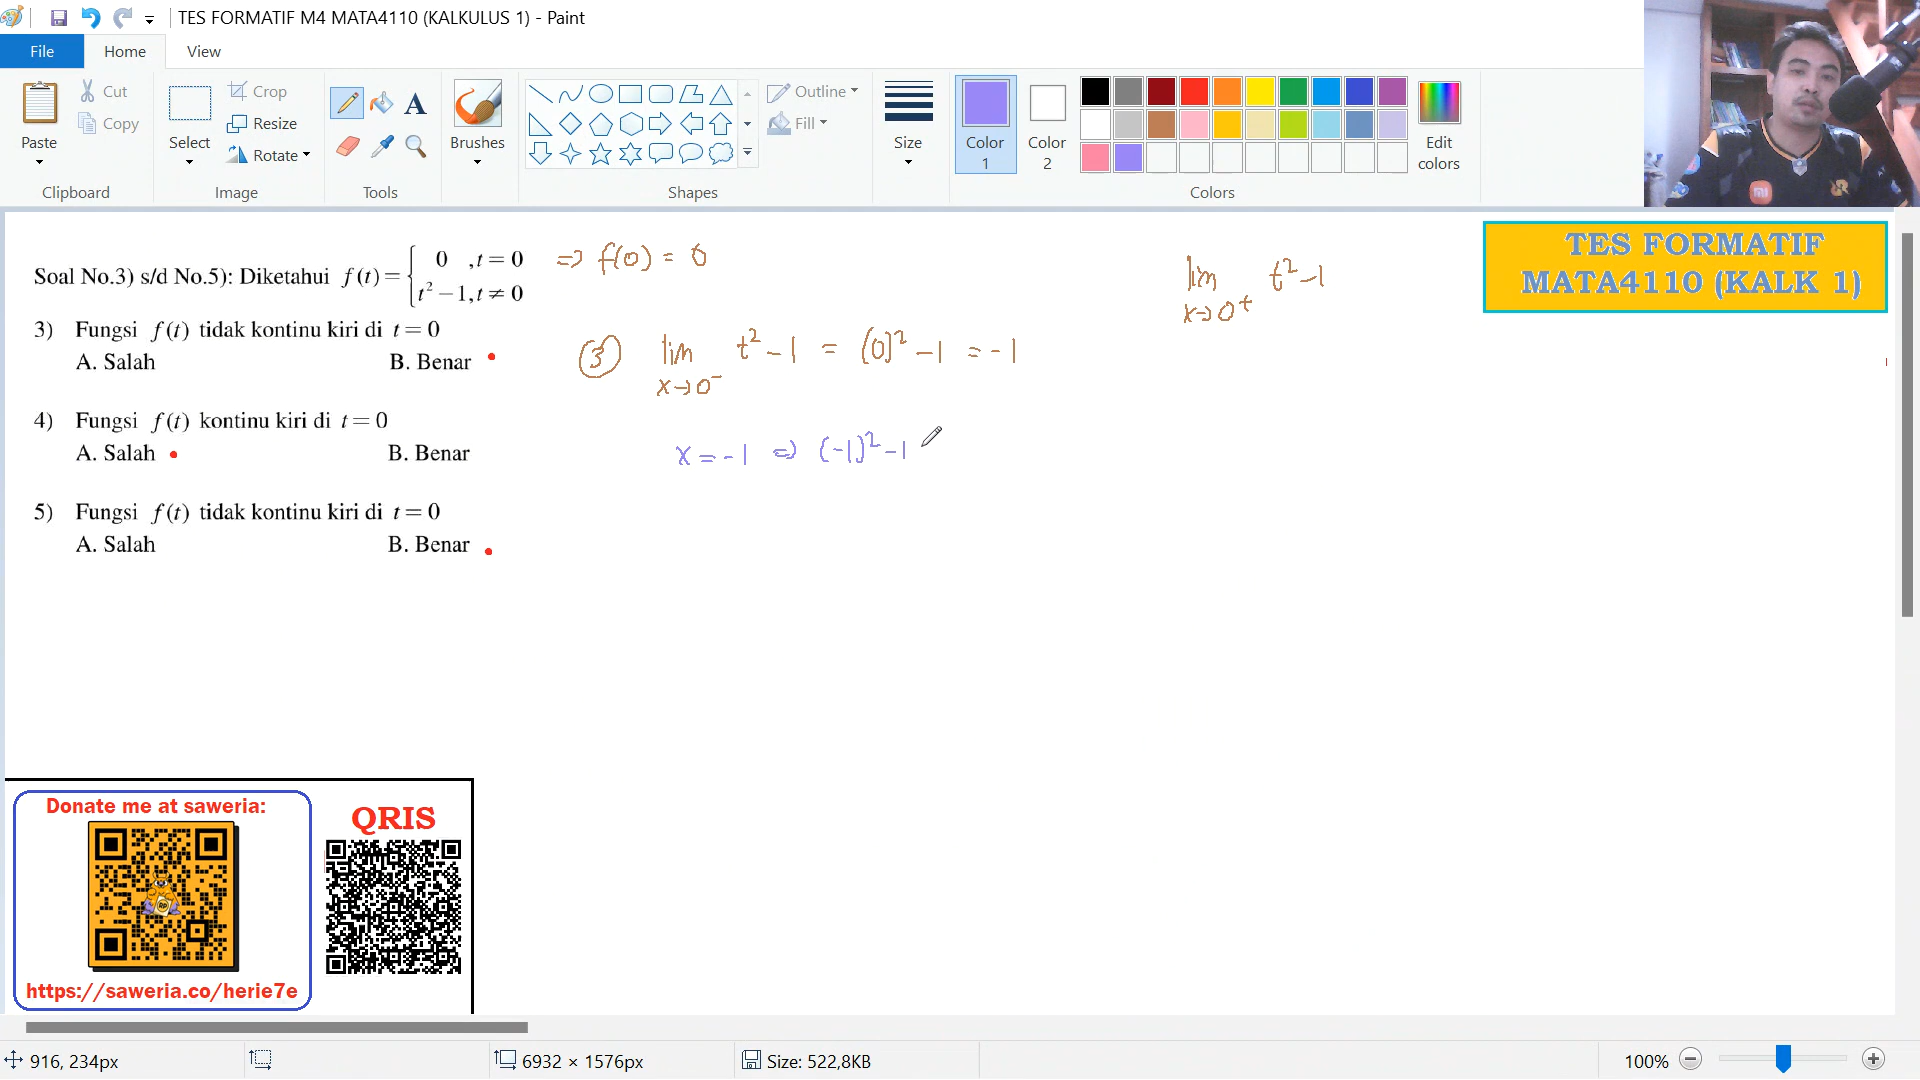 TES FORMATIF M4 MATA4110 (KALKULUS 1) - Paint
File Home View
Paste
Cut
Copy
Clipboard
Select
Crop
Resize
Rotate
Image
Tools
Brushes
Shapes
Outline
Fill
Size
Color 1
Color 2
Colors
Edit colors
xi
TES FORMATIF
MATA4110 (KALK 1)
Soal No.3) s/d No.5): Diketahui f(t) = { 0 , t = 0
t² − 1, t ≠ 0
⇒ f(0) = 0
lim x→0⁺ t² − 1
3) Fungsi f(t) tidak kontinu kiri di t = 0
A. Salah B. Benar
③ lim x→0⁻ t² − 1 = (0)² − 1 = −1
4) Fungsi f(t) kontinu kiri di t = 0
A. Salah B. Benar
x = −1 ⇒ (−1)² − 1
5) Fungsi f(t) tidak kontinu kiri di t = 0
A. Salah B. Benar
Donate me at saweria:
RP
https://saweria.co/herie7e
QRIS
916, 234px
6932 × 1576px
Size: 522,8KB
100%